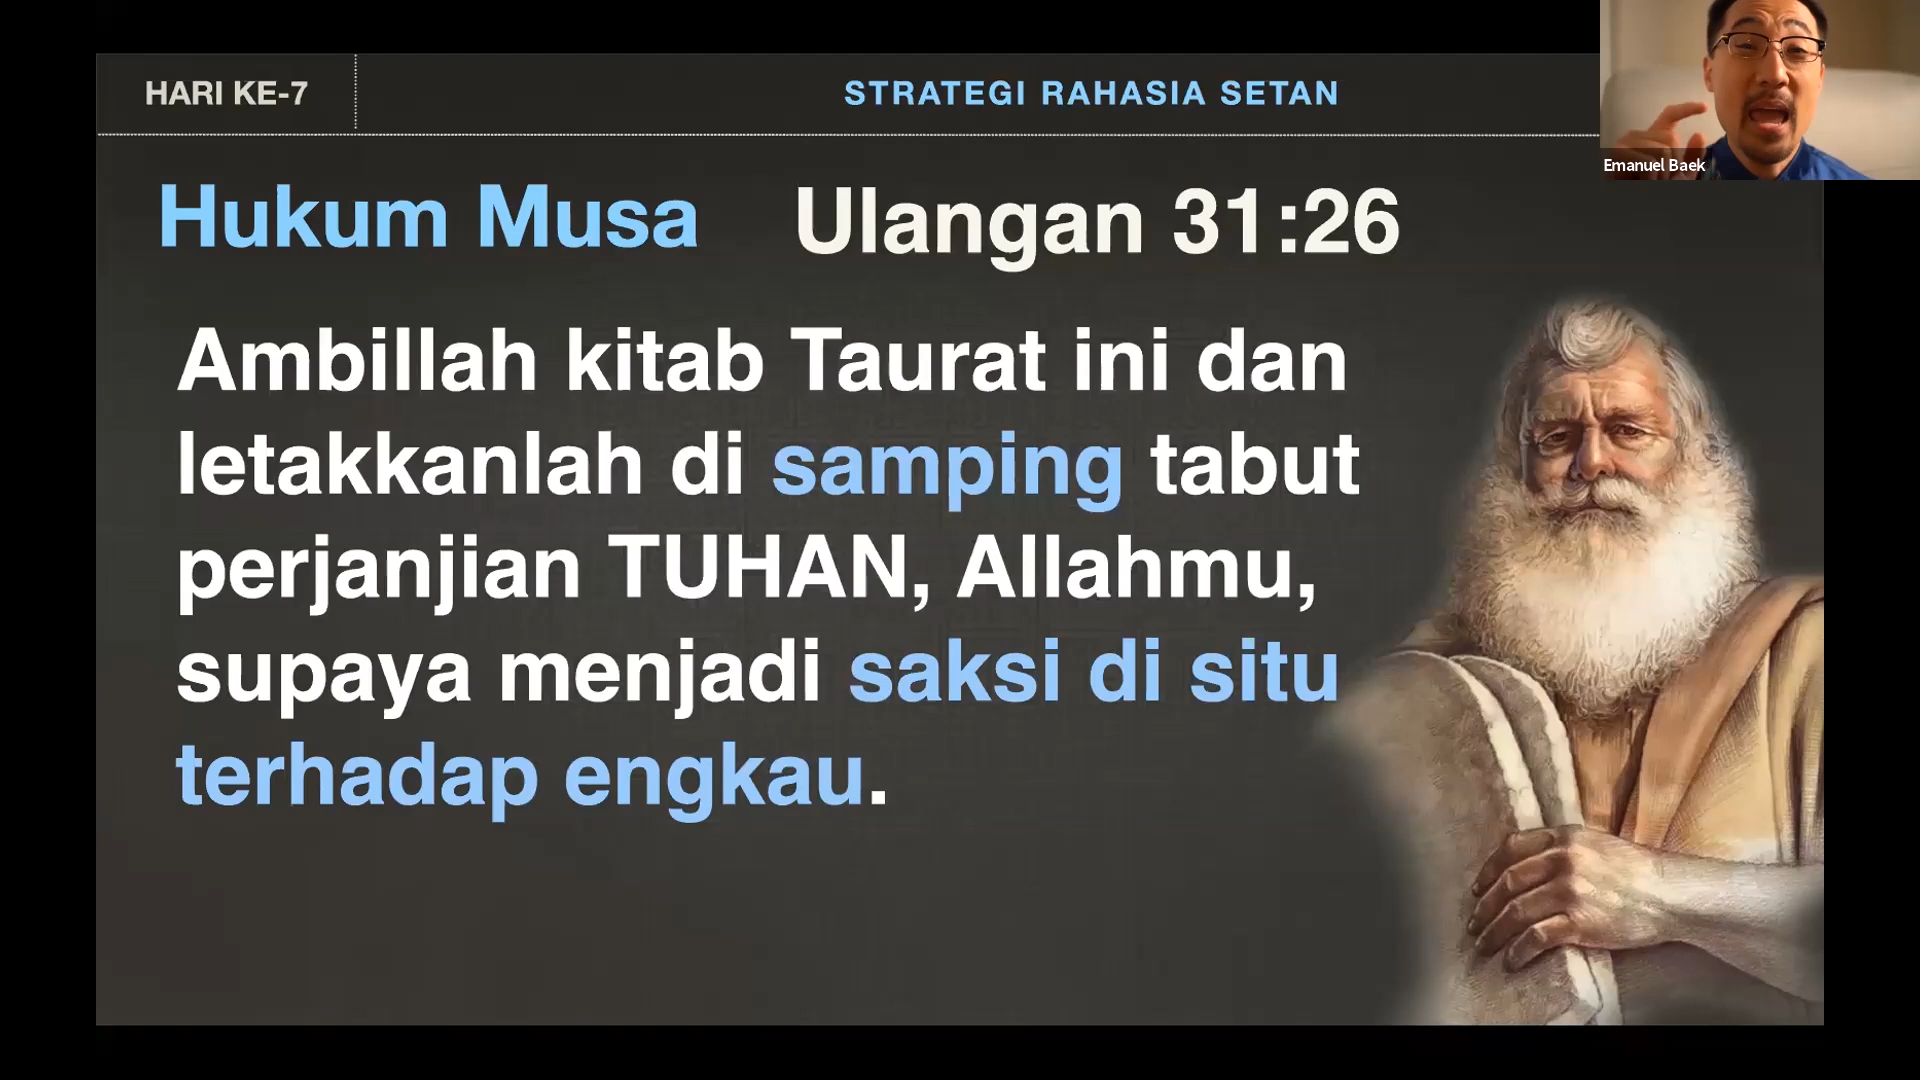 HARI KE-7
STRATEGI RAHASIA SETAN
Emanuel Baek
Hukum Musa
Ulangan 31:26
Ambillah kitab Taurat ini dan
letakkanlah di samping tabut
perjanjian TUHAN, Allahmu,
supaya menjadi saksi di situ
terhadap engkau.